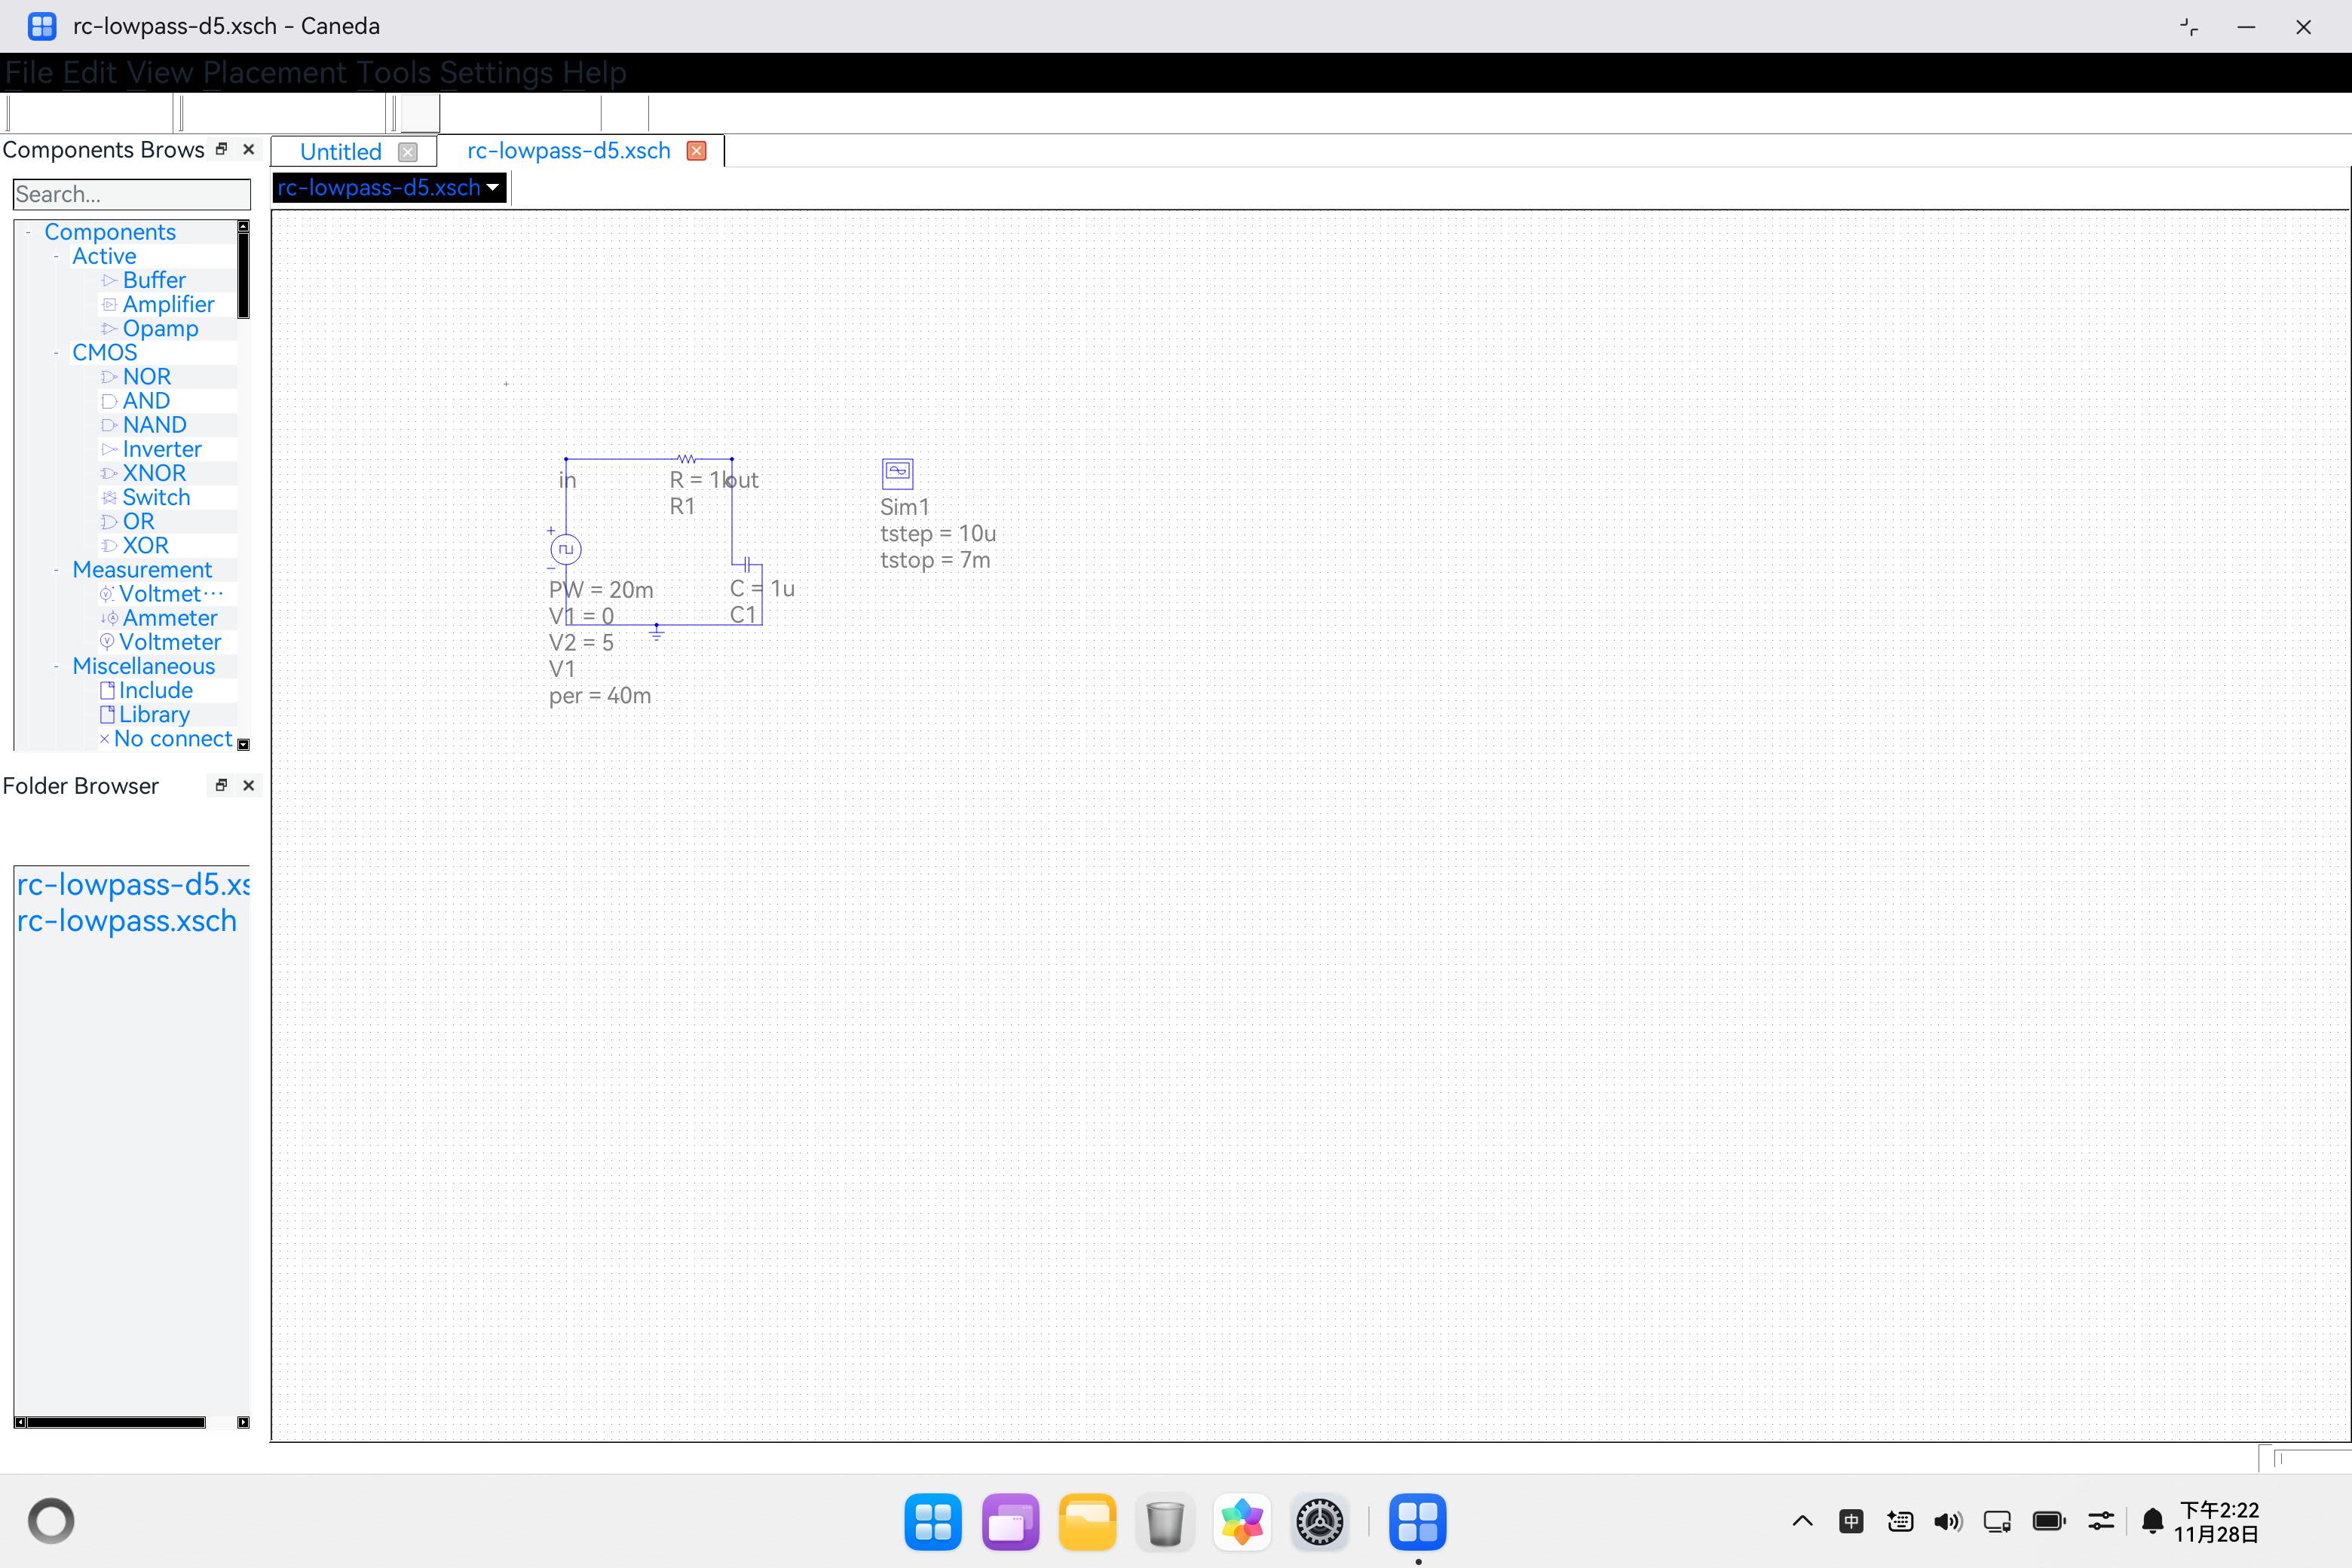 rc-lowpass-d5.xsch - Caneda
File Edit View Placement Tools Settings Help
Components Brows
Untitled
rc-lowpass-d5.xsch
Search...
rc-lowpass-d5.xsch
Components
Active
Buffer
Amplifier
Opamp
CMOS
NOR
AND
NAND
Inverter
XNOR
Switch
OR
XOR
Measurement
Voltmet...
Ammeter
Voltmeter
Miscellaneous
Include
Library
No connect
in
R = 1k
out
R1
+
−
PW = 20m
V1 = 0
V2 = 5
V1
per = 40m
C = 1u
C1
Sim1
tstep = 10u
tstop = 7m
Folder Browser
rc-lowpass-d5.xs
rc-lowpass.xsch
中
下午2:22
11月28日